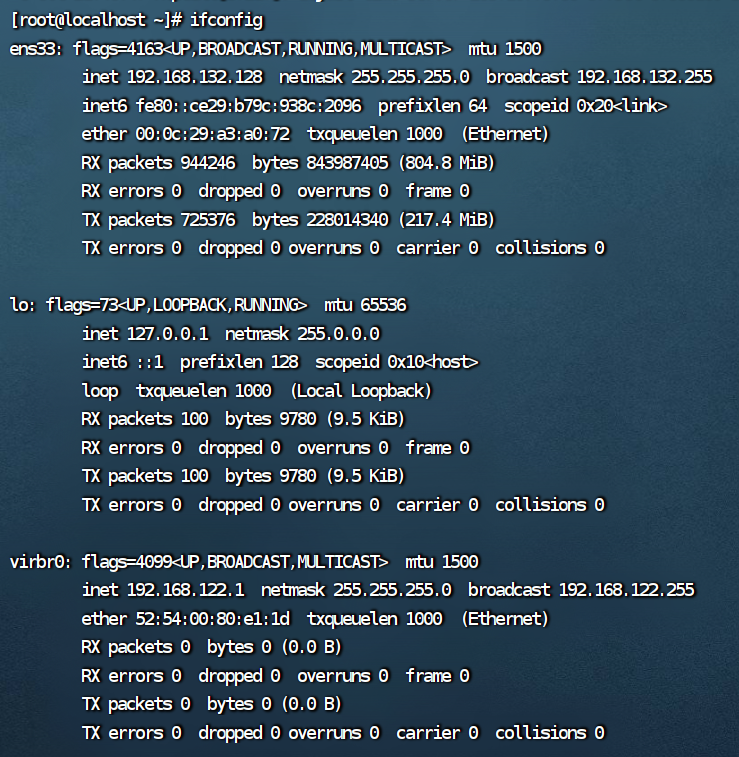 [root@localhost ~]# ifconfig
ens33: flags=4163<UP,BROADCAST,RUNNING,MULTICAST>  mtu 1500
        inet 192.168.132.128  netmask 255.255.255.0  broadcast 192.168.132.255
        inet6 fe80::ce29:b79c:938c:2096  prefixlen 64  scopeid 0x20<link>
        ether 00:0c:29:a3:a0:72  txqueuelen 1000  (Ethernet)
        RX packets 944246  bytes 843987405 (804.8 MiB)
        RX errors 0  dropped 0  overruns 0  frame 0
        TX packets 725376  bytes 228014340 (217.4 MiB)
        TX errors 0  dropped 0 overruns 0  carrier 0  collisions 0

lo: flags=73<UP,LOOPBACK,RUNNING>  mtu 65536
        inet 127.0.0.1  netmask 255.0.0.0
        inet6 ::1  prefixlen 128  scopeid 0x10<host>
        loop  txqueuelen 1000  (Local Loopback)
        RX packets 100  bytes 9780 (9.5 KiB)
        RX errors 0  dropped 0  overruns 0  frame 0
        TX packets 100  bytes 9780 (9.5 KiB)
        TX errors 0  dropped 0 overruns 0  carrier 0  collisions 0

virbr0: flags=4099<UP,BROADCAST,MULTICAST>  mtu 1500
        inet 192.168.122.1  netmask 255.255.255.0  broadcast 192.168.122.255
        ether 52:54:00:80:e1:1d  txqueuelen 1000  (Ethernet)
        RX packets 0  bytes 0 (0.0 B)
        RX errors 0  dropped 0  overruns 0  frame 0
        TX packets 0  bytes 0 (0.0 B)
        TX errors 0  dropped 0 overruns 0  carrier 0  collisions 0